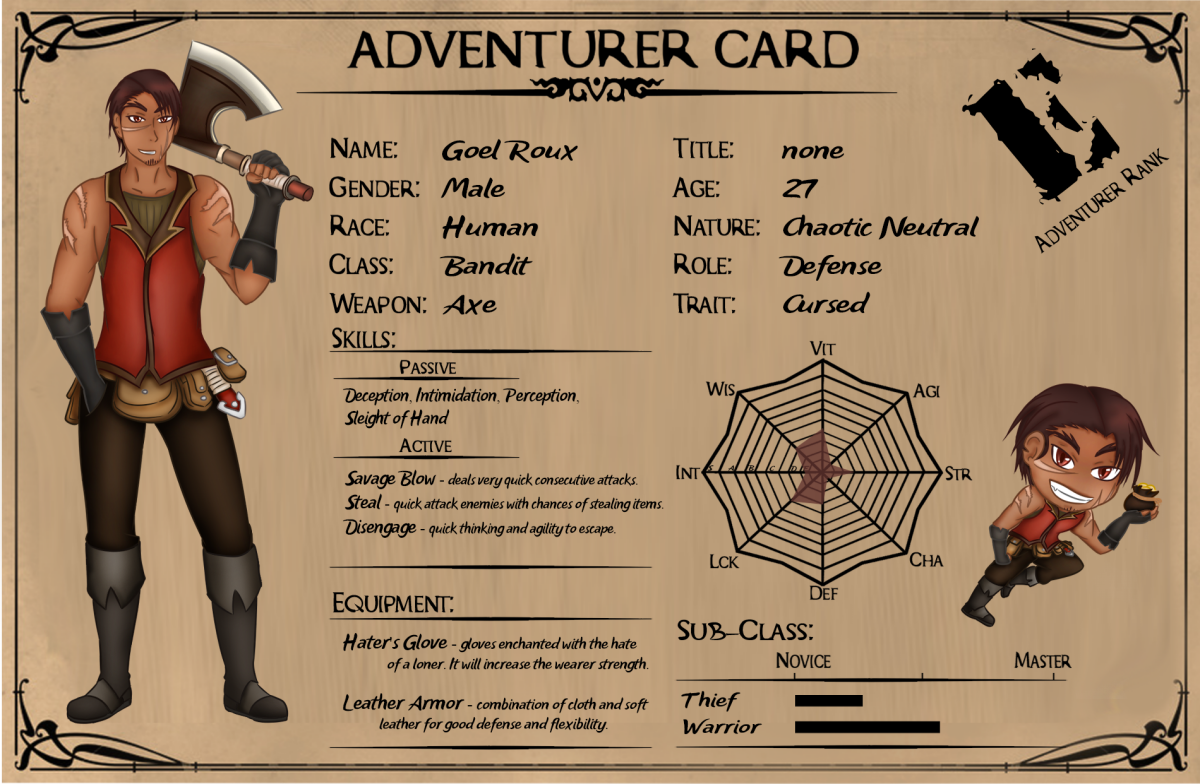 ADVENTURER CARD
NAME: Goel Roux
GENDER: Male
RACE: Human
CLASS: Bandit
WEAPON: Axe
TITLE: none
AGE: 27
NATURE: Chaotic Neutral
ROLE: Defense
TRAIT: Cursed
ADVENTURER RANK
SKILLS:
PASSIVE
Deception, Intimidation, Perception,
Sleight of Hand
ACTIVE
Savage Blow - deals very quick consecutive attacks.
Steal - quick attack enemies with chances of stealing items.
Disengage - quick thinking and agility to escape.
EQUIPMENT:
Hater's Glove - gloves enchanted with the hate
of a loner. It will increase the wearer strength.
Leather Armor - combination of cloth and soft
leather for good defense and flexibility.
VIT
WIS
AGI
INT
S A B C D
STR
LCK
CHA
DEF
SUB-CLASS:
NOVICE MASTER
Thief
Warrior